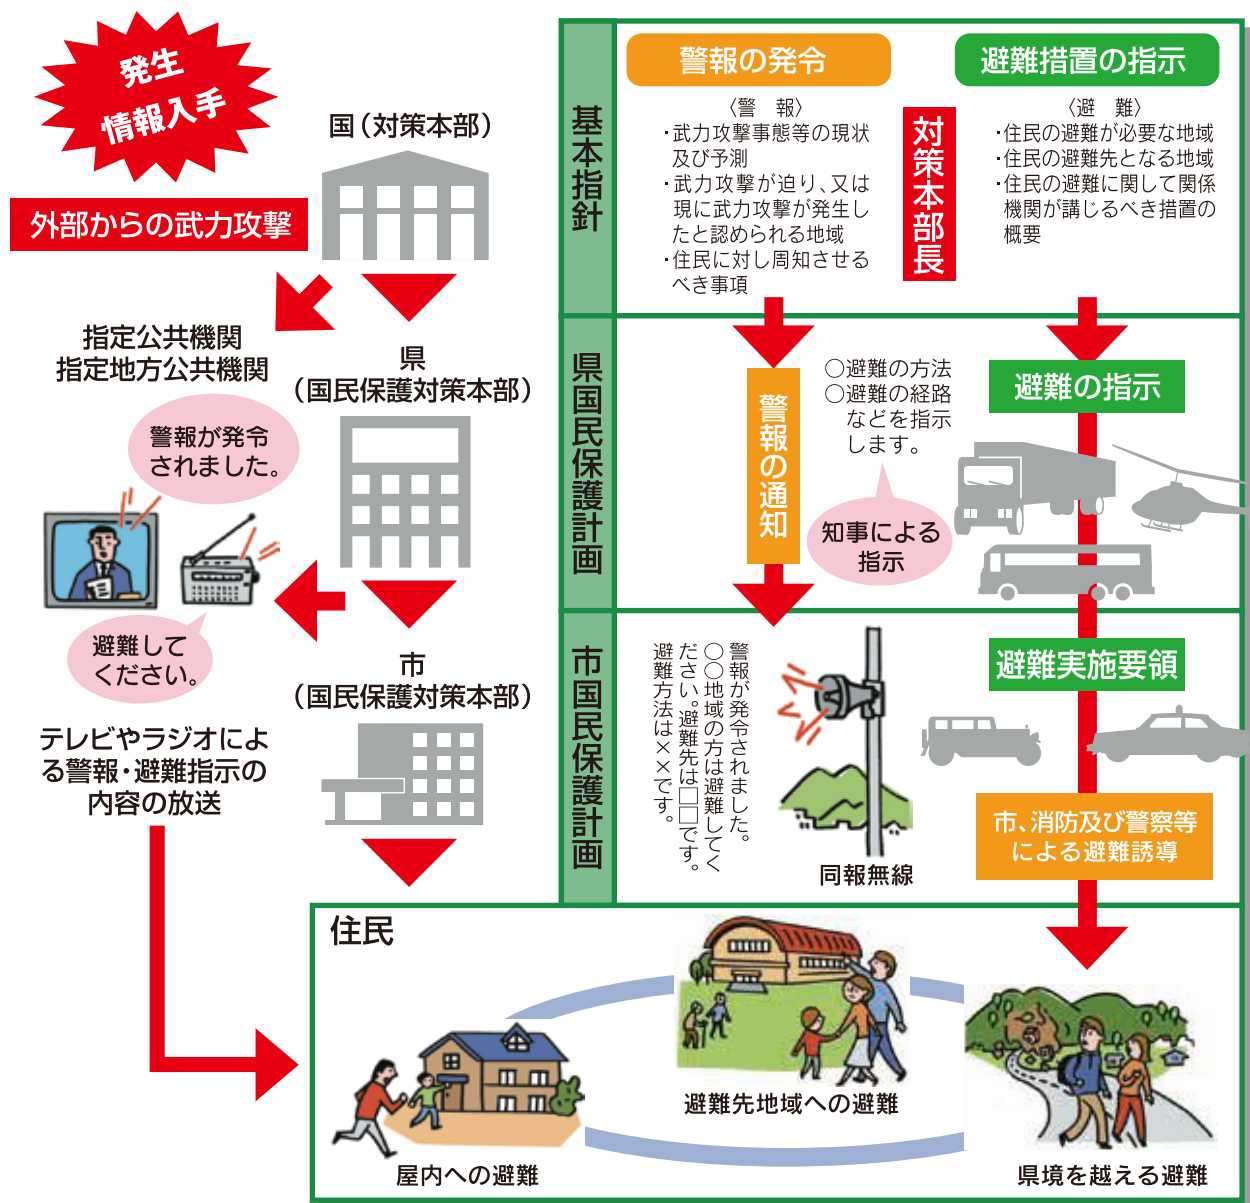 発生
情報入手
外部からの武力攻撃
国（対策本部）
指定公共機関
指定地方公共機関
県
（国民保護対策本部）
警報が発令
されました。
避難して
ください。
市
（国民保護対策本部）
テレビやラジオによ
る警報・避難指示の
内容の放送
基本指針
警報の発令
〈警　報〉
・武力攻撃事態等の現状
及び予測
・武力攻撃が迫り、又は
現に武力攻撃が発生し
たと認められる地域
・住民に対し周知させる
べき事項
対策本部長
避難措置の指示
〈避　難〉
・住民の避難が必要な地域
・住民の避難先となる地域
・住民の避難に関して関係
機関が講じるべき措置の
概要
県国民保護計画
警報の通知
○避難の方法
○避難の経路
などを指示
します。
知事による
指示
避難の指示
市国民保護計画
警報が発令されました。
○○地域の方は避難してく
ださい。避難先は□□です。
避難方法は××です。
同報無線
避難実施要領
市、消防及び警察等
による避難誘導
住民
屋内への避難
避難先地域への避難
県境を越える避難